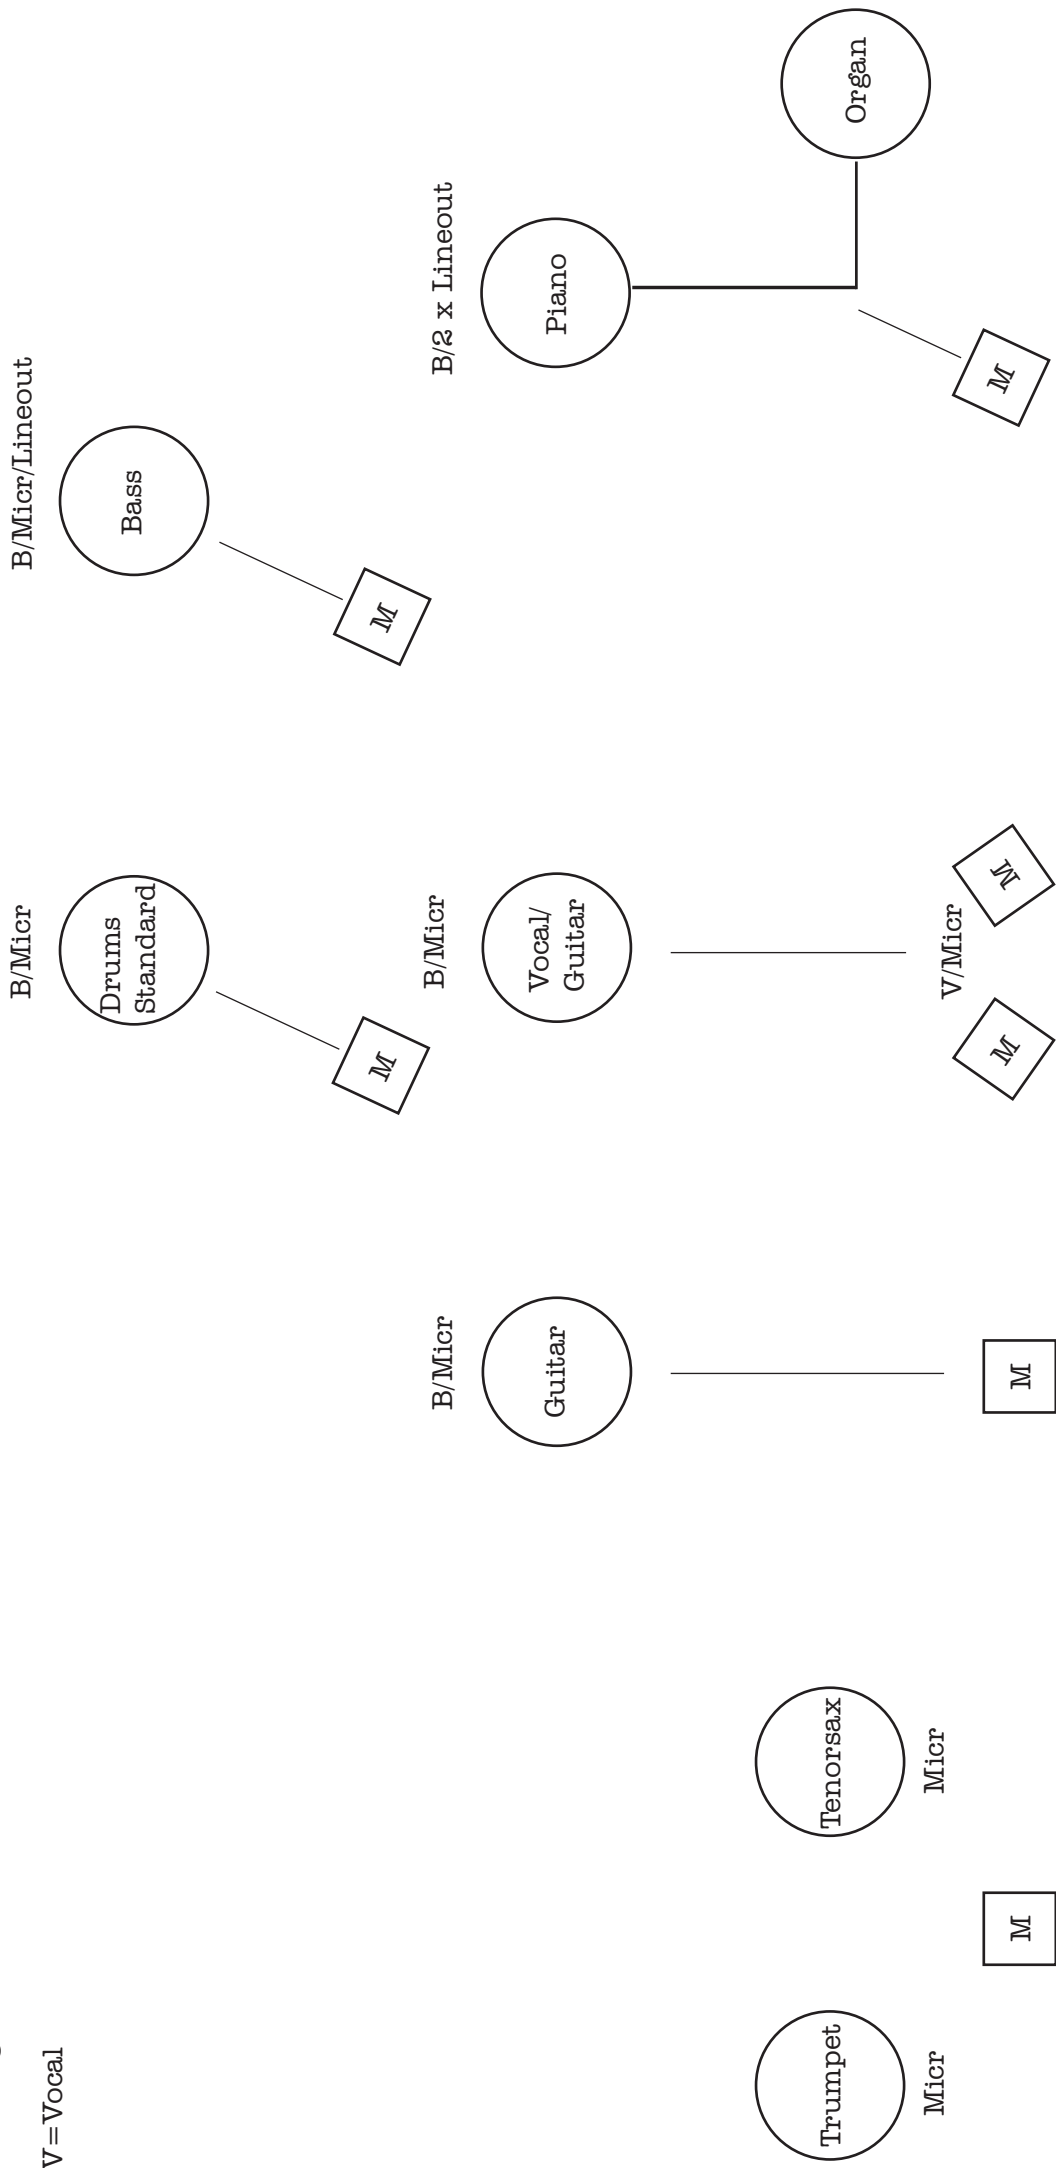 B/Micr
B/Micr/Lineout
V=Vocal
Drums
Standard
Bass
M
M
B/Micr
B/Micr
B/2 x Lineout
Guitar
Vocal/
Guitar
Piano
Trumpet
Tenorsax
Organ
Micr
Micr
V/Micr
M
M
M
M
M